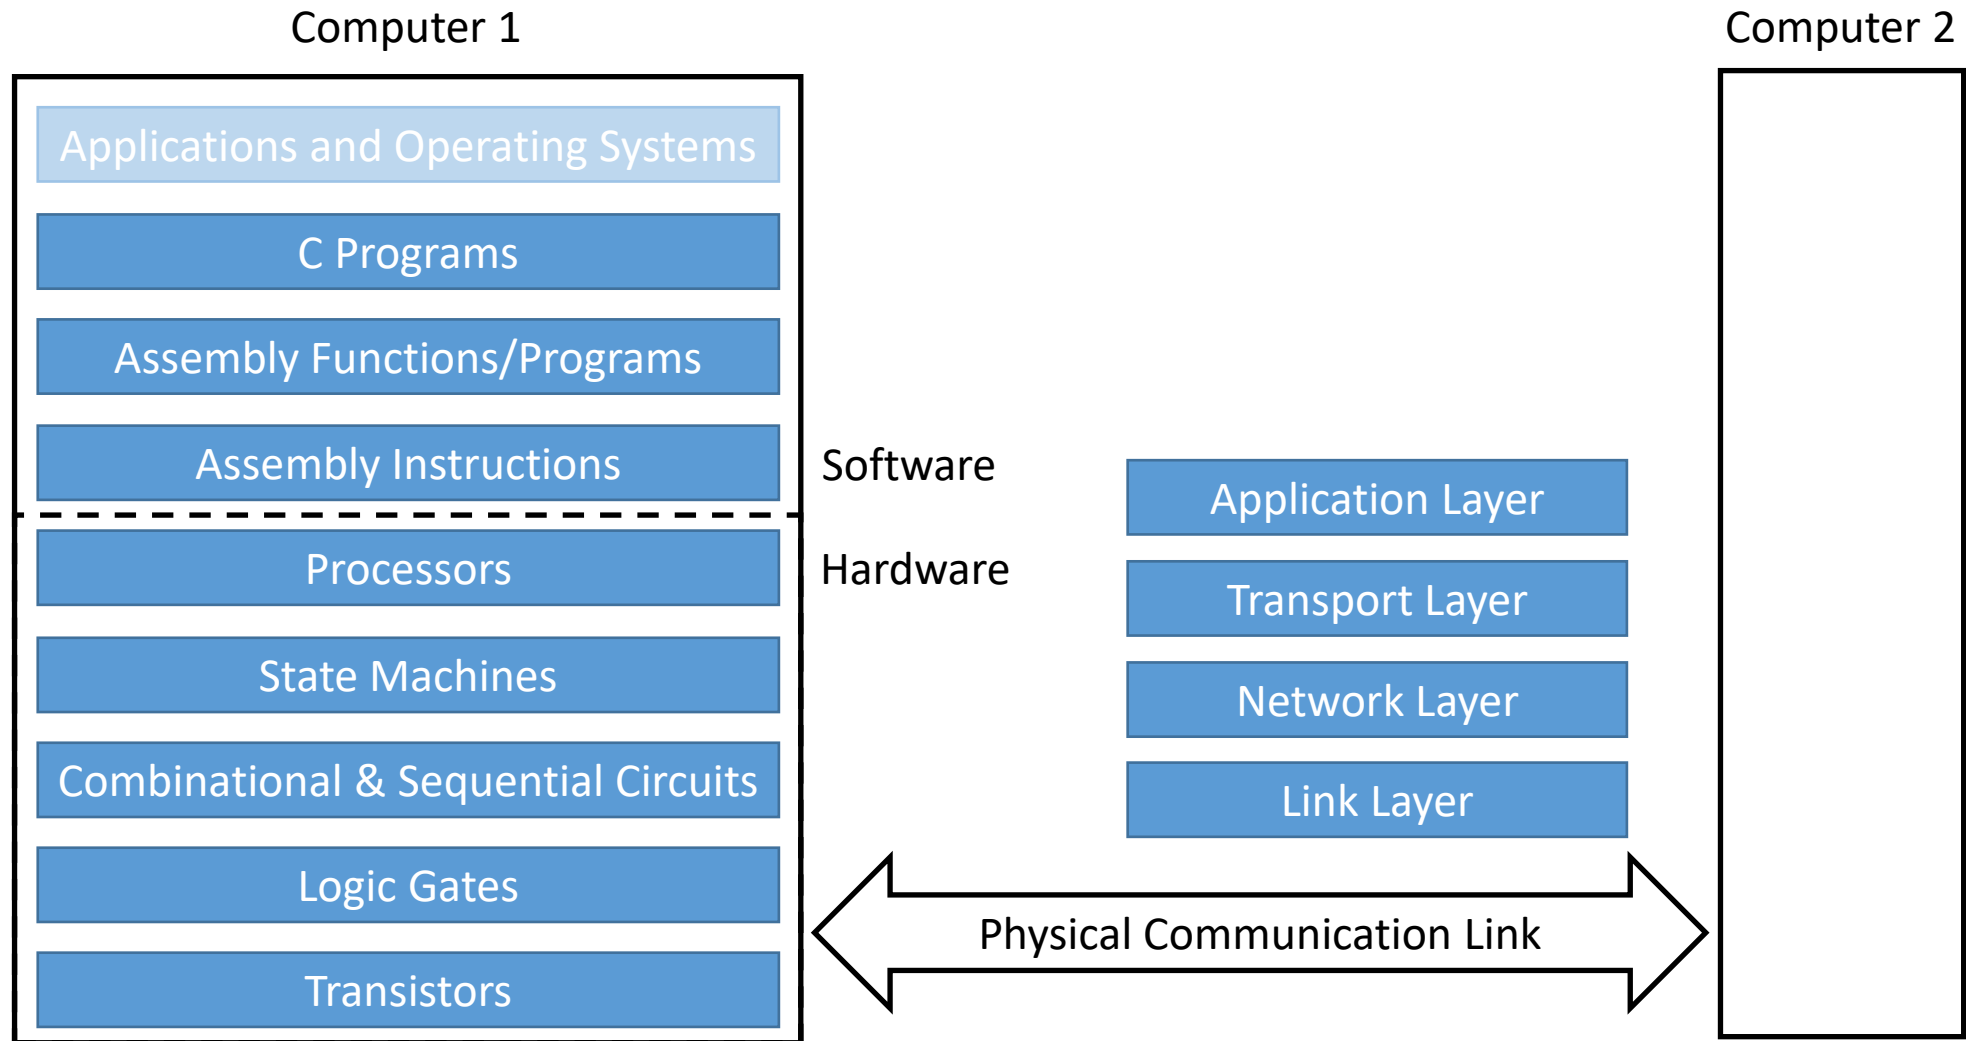 Computer 1
Computer 2
Applications and Operating Systems
C Programs
Assembly Functions/Programs
Assembly Instructions
Software
Processors
Hardware
State Machines
Combinational & Sequential Circuits
Logic Gates
Transistors
Application Layer
Transport Layer
Network Layer
Link Layer
Physical Communication Link